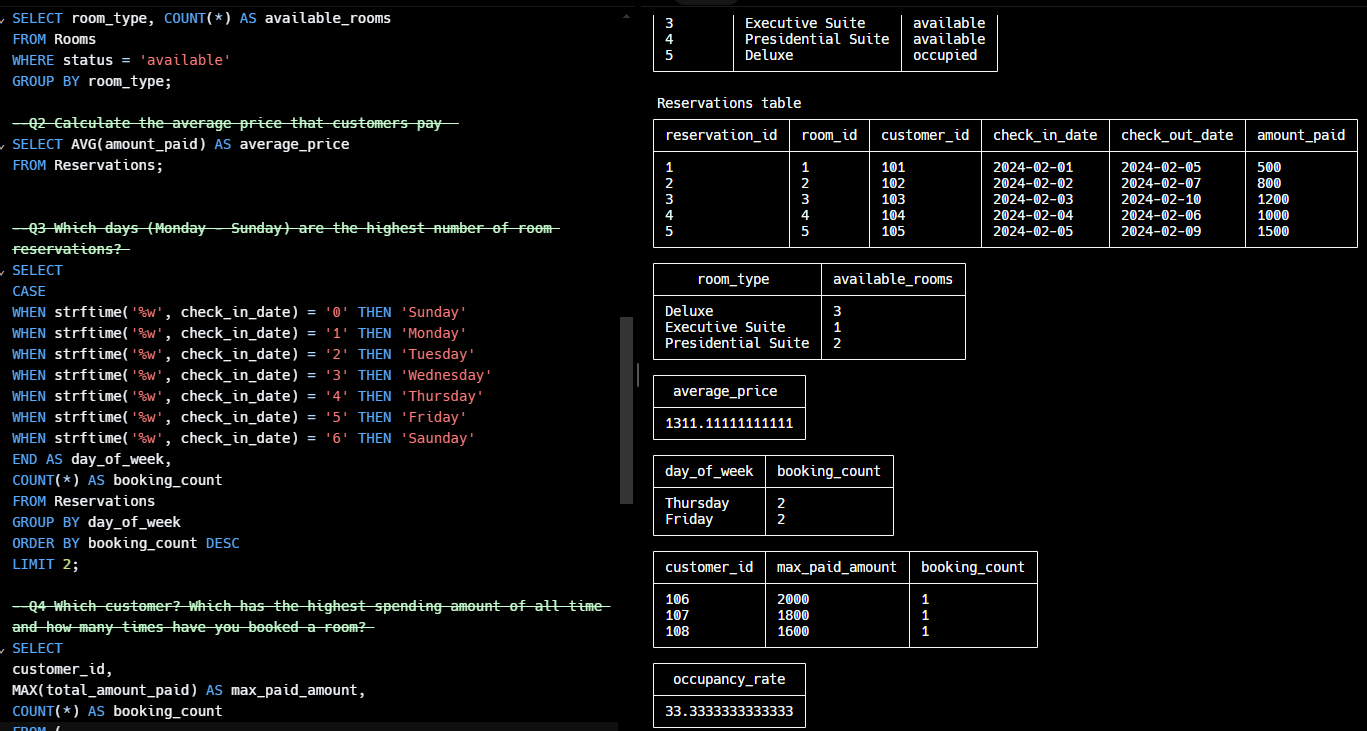 SELECT room_type, COUNT(*) AS available_rooms
FROM Rooms
WHERE status = 'available'
GROUP BY room_type;
--Q2 Calculate the average price that customers pay
SELECT AVG(amount_paid) AS average_price
FROM Reservations;
--Q3 Which days (Monday - Sunday) are the highest number of room
reservations?
SELECT
CASE
WHEN strftime('%w', check_in_date) = '0' THEN 'Sunday'
WHEN strftime('%w', check_in_date) = '1' THEN 'Monday'
WHEN strftime('%w', check_in_date) = '2' THEN 'Tuesday'
WHEN strftime('%w', check_in_date) = '3' THEN 'Wednesday'
WHEN strftime('%w', check_in_date) = '4' THEN 'Thursday'
WHEN strftime('%w', check_in_date) = '5' THEN 'Friday'
WHEN strftime('%w', check_in_date) = '6' THEN 'Saunday'
END AS day_of_week,
COUNT(*) AS booking_count
FROM Reservations
GROUP BY day_of_week
ORDER BY booking_count DESC
LIMIT 2;
--Q4 Which customer? Which has the highest spending amount of all time
and how many times have you booked a room?
SELECT
customer_id,
MAX(total_amount_paid) AS max_paid_amount,
COUNT(*) AS booking_count
FROM (
3 Executive Suite available
4 Presidential Suite available
5 Deluxe occupied
Reservations table
reservation_id room_id customer_id check_in_date check_out_date amount_paid
1 1 101 2024-02-01 2024-02-05 500
2 2 102 2024-02-02 2024-02-07 800
3 3 103 2024-02-03 2024-02-10 1200
4 4 104 2024-02-04 2024-02-06 1000
5 5 105 2024-02-05 2024-02-09 1500
room_type available_rooms
Deluxe 3
Executive Suite 1
Presidential Suite 2
average_price
1311.11111111111
day_of_week booking_count
Thursday 2
Friday 2
customer_id max_paid_amount booking_count
106 2000 1
107 1800 1
108 1600 1
occupancy_rate
33.3333333333333